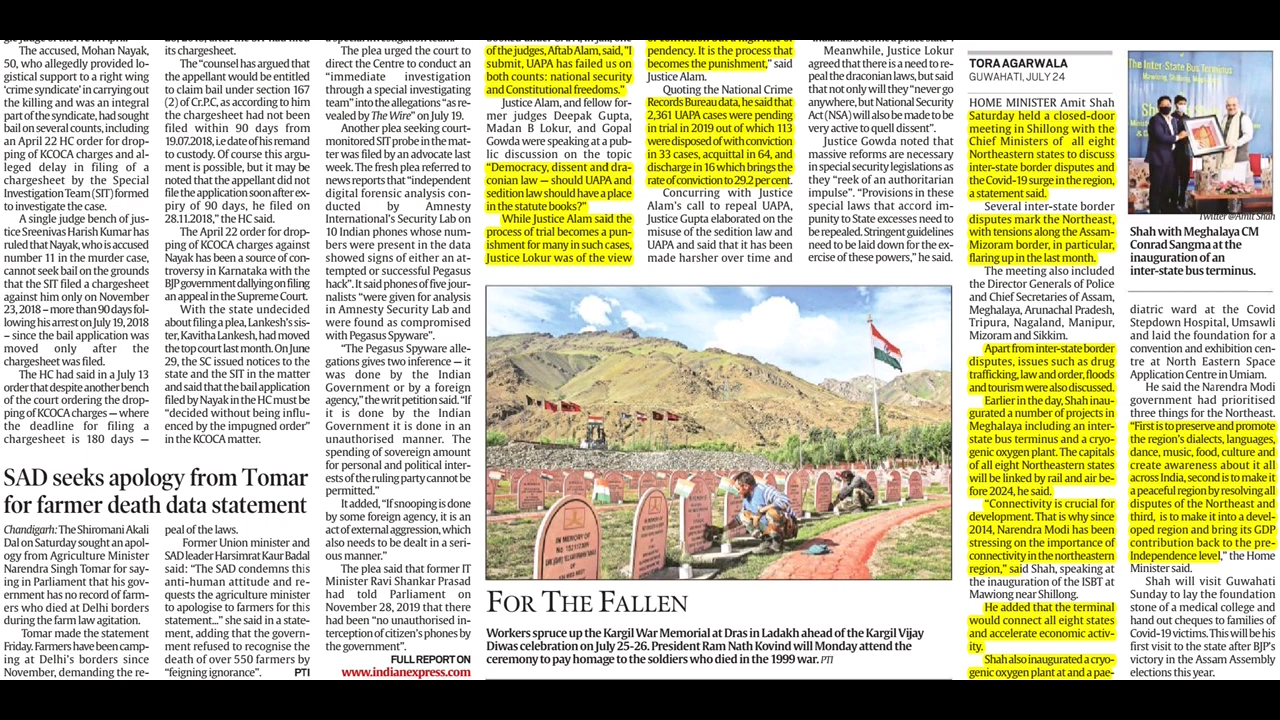 The accused, Mohan Nayak,
50, who allegedly provided lo-
gistical support to a right wing
'crime syndicate' in carrying out
the killing and was an integral
part of the syndicate, had sought
bail on several counts, including
an April 22 HC order for drop-
ping of KCOCA charges and al-
leged delay in filing of a
chargesheet by the Special
Investigation Team (SIT) formed
to investigate the case.
A single judge bench of jus-
tice Sreenivas Harish Kumar has
ruled that Nayak, who is accused
number 11 in the murder case,
cannot seek bail on the grounds
that the SIT filed a chargesheet
against him only on November
23, 2018 – more than 90 days fol-
lowing his arrest on July 19, 2018
– since the bail application was
moved only after the
chargesheet was filed.
The HC had said in a July 13
order that despite another bench
of the court ordering the drop-
ping of KCOCA charges — where
the deadline for filing a
chargesheet is 180 days —
its chargesheet.
The "counsel has argued that
the appellant would be entitled
to claim bail under section 167
(2) of Cr.P.C, as according to him
the chargesheet had not been
filed within 90 days from
19.07.2018, i.e date of his remand
to custody. Of course this argu-
ment is possible, but it may be
noted that the appellant did not
file the application soon after ex-
piry of 90 days, he filed on
28.11.2018," the HC said.
The April 22 order for drop-
ping of KCOCA charges against
Nayak has been a source of con-
troversy in Karnataka with the
BJP government dallying on filing
an appeal in the Supreme Court.
With the state undecided
about filing a plea, Lankesh's sis-
ter, Kavitha Lankesh, had moved
the top court last month. On June
29, the SC issued notices to the
state and the SIT in the matter
and said that the bail application
filed by Nayak in the HC must be
"decided without being influ-
enced by the impugned order"
in the KCOCA matter.
SAD seeks apology from Tomar
for farmer death data statement
Chandigarh: The Shiromani Akali
Dal on Saturday sought an apol-
ogy from Agriculture Minister
Narendra Singh Tomar for say-
ing in Parliament that his gov-
ernment has no record of farm-
ers who died at Delhi borders
during the farm law agitation.
Tomar made the statement
Friday. Farmers have been camp-
ing at Delhi's borders since
November, demanding the re-
peal of the laws.
Former Union minister and
SAD leader Harsimrat Kaur Badal
said: "The SAD condemns this
anti-human attitude and re-
quests the agriculture minister
to apologise to farmers for this
statement..." she said in a state-
ment, adding that the govern-
ment refused to recognise the
death of over 550 farmers by
"feigning ignorance". PTI
The plea urged the court to
direct the Centre to conduct an
"immediate investigation
through a special investigating
team" into the allegations "as re-
vealed by The Wire" on July 19.
Another plea seeking court-
monitored SIT probe in the mat-
ter was filed by an advocate last
week. The fresh plea referred to
news reports that "independent
digital forensic analysis con-
ducted by Amnesty
International's Security Lab on
10 Indian phones whose num-
bers were present in the data
showed signs of either an at-
tempted or successful Pegasus
hack". It said phones of five jour-
nalists "were given for analysis
in Amnesty Security Lab and
were found as compromised
with Pegasus Spyware".
"The Pegasus Spyware alle-
gations gives two inference — it
was done by the Indian
Government or by a foreign
agency," the writ petition said. "If
it is done by the Indian
Government it is done in an
unauthorised manner. The
spending of sovereign amount
for personal and political inter-
ests of the ruling party cannot be
permitted."
It added, "If snooping is done
by some foreign agency, it is an
act of external aggression, which
also needs to be dealt in a seri-
ous manner."
The plea said that former IT
Minister Ravi Shankar Prasad
had told Parliament on
November 28, 2019 that there
had been "no unauthorised in-
terception of citizen's phones by
the government".
FULL REPORT ON
www.indianexpress.com
of the judges, Aftab Alam, said, "I
submit, UAPA has failed us on
both counts: national security
and Constitutional freedoms."
Justice Alam, and fellow for-
mer judges Deepak Gupta,
Madan B Lokur, and Gopal
Gowda were speaking at a pub-
lic discussion on the topic
"Democracy, dissent and dra-
conian law – should UAPA and
sedition law should have a place
in the statute books?"
While Justice Alam said the
process of trial becomes a pun-
ishment for many in such cases,
Justice Lokur was of the view
pendency. It is the process that
becomes the punishment," said
Justice Alam.
Quoting the National Crime
Records Bureau data, he said that
2,361 UAPA cases were pending
in trial in 2019 out of which 113
were disposed of with conviction
in 33 cases, acquittal in 64, and
discharge in 16 which brings the
rate of conviction to 29.2 percent.
Concurring with Justice
Alam's call to repeal UAPA,
Justice Gupta elaborated on the
misuse of the sedition law and
UAPA and said that it has been
made harsher over time and
Meanwhile, Justice Lokur
agreed that there is a need to re-
peal the draconian laws, but said
that not only will they "never go
anywhere, but National Security
Act (NSA) will also be made to be
very active to quell dissent".
Justice Gowda noted that
massive reforms are necessary
in special security legislations as
they "reek of an authoritarian
impulse". "Provisions in these
special laws that accord im-
punity to State excesses need to
be repealed. Stringent guidelines
need to be laid down for the ex-
ercise of these powers," he said.
IN MEMORY OF
FOR THE FALLEN
Workers spruce up the Kargil War Memorial at Dras in Ladakh ahead of the Kargil Vijay
Diwas celebration on July 25-26. President Ram Nath Kovind will Monday attend the
ceremony to pay homage to the soldiers who died in the 1999 war. PTI
TORA AGARWALA
GUWAHATI, JULY 24
HOME MINISTER Amit Shah
Saturday held a closed-door
meeting in Shillong with the
Chief Ministers of all eight
Northeastern states to discuss
inter-state border disputes and
the Covid-19 surge in the region,
a statement said.
Several inter-state border
disputes mark the Northeast,
with tensions along the Assam-
Mizoram border, in particular,
flaring up in the last month.
The meeting also included
the Director Generals of Police
and Chief Secretaries of Assam,
Meghalaya, Arunachal Pradesh,
Tripura, Nagaland, Manipur,
Mizoram and Sikkim.
Apart from inter-state border
disputes, issues such as drug
trafficking, law and order, floods
and tourism were also discussed.
Earlier in the day, Shah inau-
gurated a number of projects in
Meghalaya including an inter-
state bus terminus and a cryo-
genic oxygen plant. The capitals
of all eight Northeastern states
will be linked by rail and air be-
fore 2024, he said.
"Connectivity is crucial for
development. That is why since
2014, Narendra Modi has been
stressing on the importance of
connectivity in the northeastern
region," said Shah, speaking at
the inauguration of the ISBT at
Mawiong near Shillong.
He added that the terminal
would connect all eight states
and accelerate economic activ-
ity.
Shah also inaugurated a cryo-
genic oxygen plant at and a pae-
The Inter-State Bus Terminus
Mawiong, Shillong
Twitter @Amit Shah
Shah with Meghalaya CM
Conrad Sangma at the
inauguration of an
inter-state bus terminus.
diatric ward at the Covid
Stepdown Hospital, Umsawli
and laid the foundation for a
convention and exhibition cen-
tre at North Eastern Space
Application Centre in Umiam.
He said the Narendra Modi
government had prioritised
three things for the Northeast.
"First is to preserve and promote
the region's dialects, languages,
dance, music, food, culture and
create awareness about it all
across India, second is to make it
a peaceful region by resolving all
disputes of the Northeast and
third, is to make it into a devel-
oped region and bring its GDP
contribution back to the pre-
Independence level," the Home
Minister said.
Shah will visit Guwahati
Sunday to lay the foundation
stone of a medical college and
hand out cheques to families of
Covid-19 victims. This will be his
first visit to the state after BJP's
victory in the Assam Assembly
elections this year.